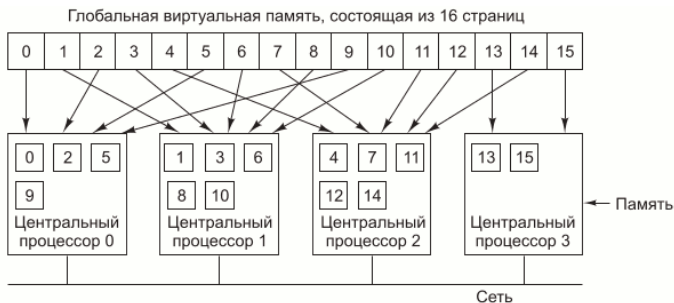 Глобальная виртуальная память, состоящая из 16 страниц
0 1 2 3 4 5 6 7 8 9 10 11 12 13 14 15
0 2 5
9
Центральный
процессор 0
1 3 6
8 10
Центральный
процессор 1
4 7 11
12 14
Центральный
процессор 2
13 15
Центральный
процессор 3
Память
Сеть